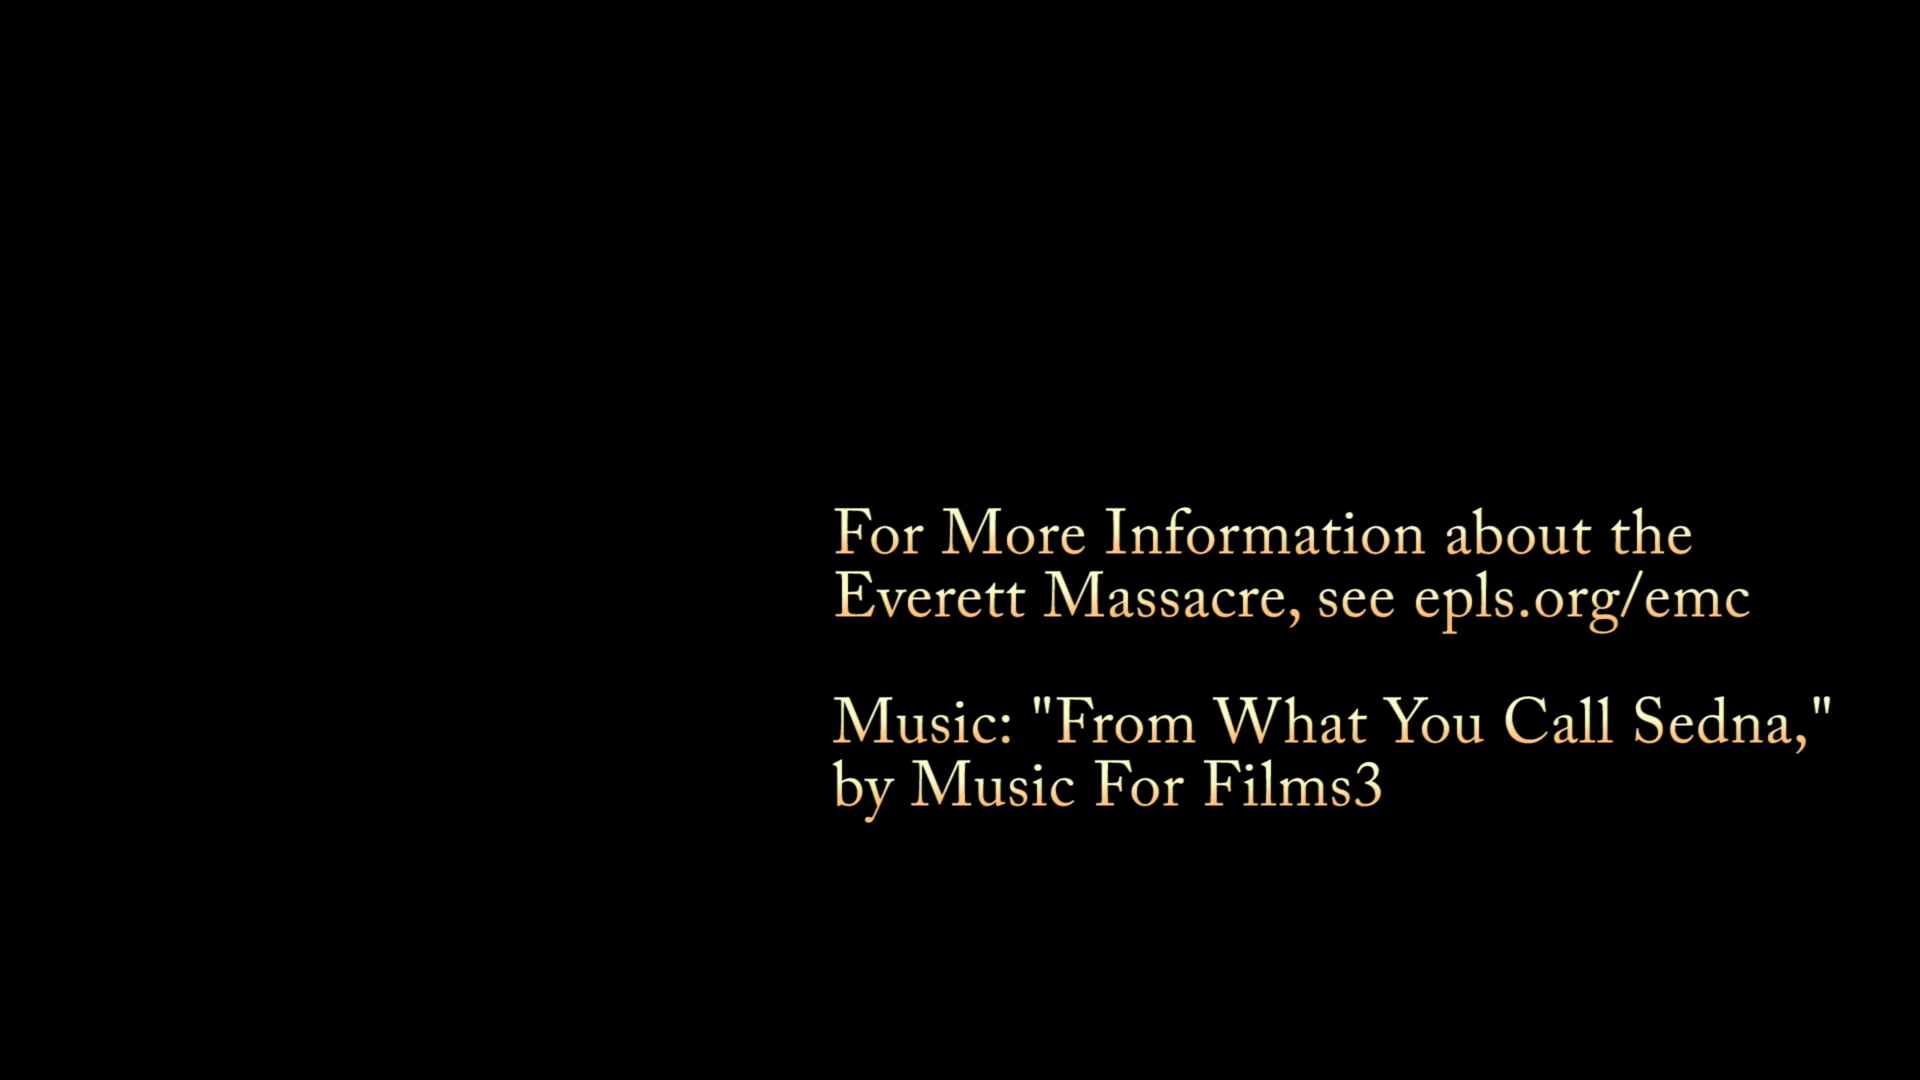 For More Information about the
Everett Massacre, see epls.org/emc
Music: "From What You Call Sedna,"
by Music For Films3